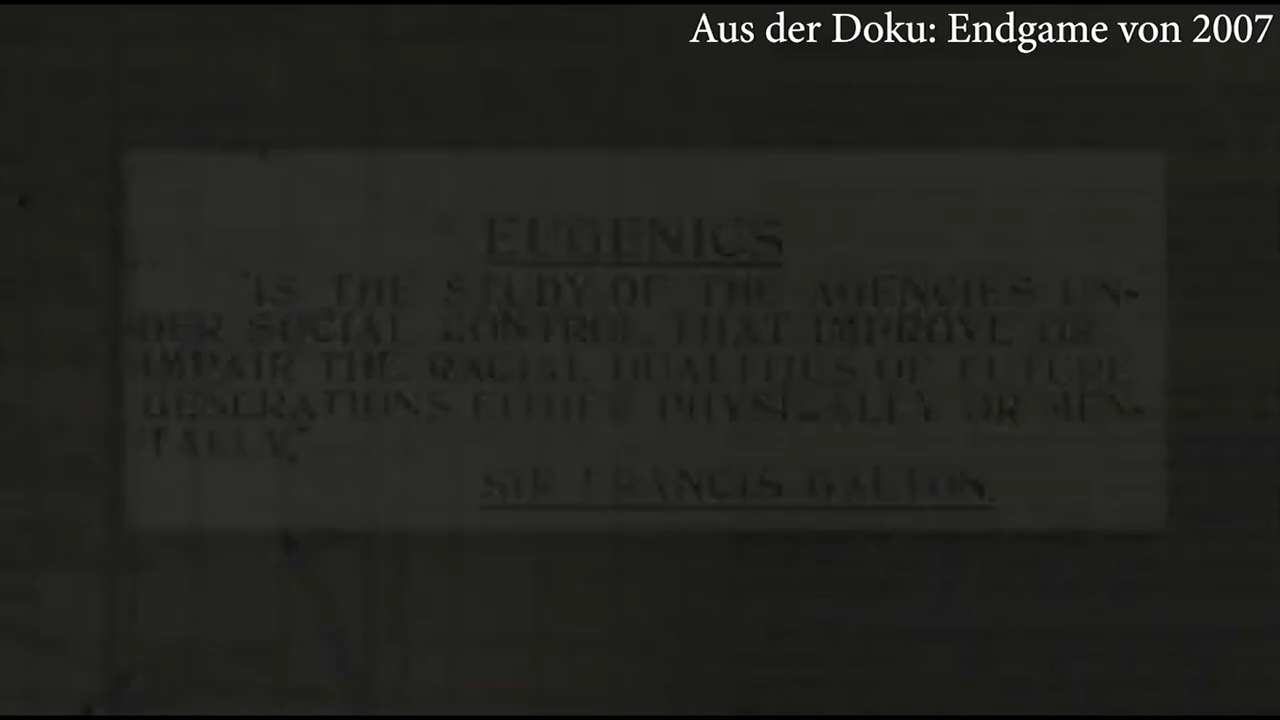 Aus der Doku: Endgame von 2007
EUGENICS
"IS THE STUDY OF THE AGENCIES UN-
DER SOCIAL CONTROL THAT IMPROVE OR
IMPAIR THE RACIAL QUALITIES OF FUTURE
GENERATIONS EITHER PHYSICALLY OR MEN-
TALLY."
SIR FRANCIS GALTON.